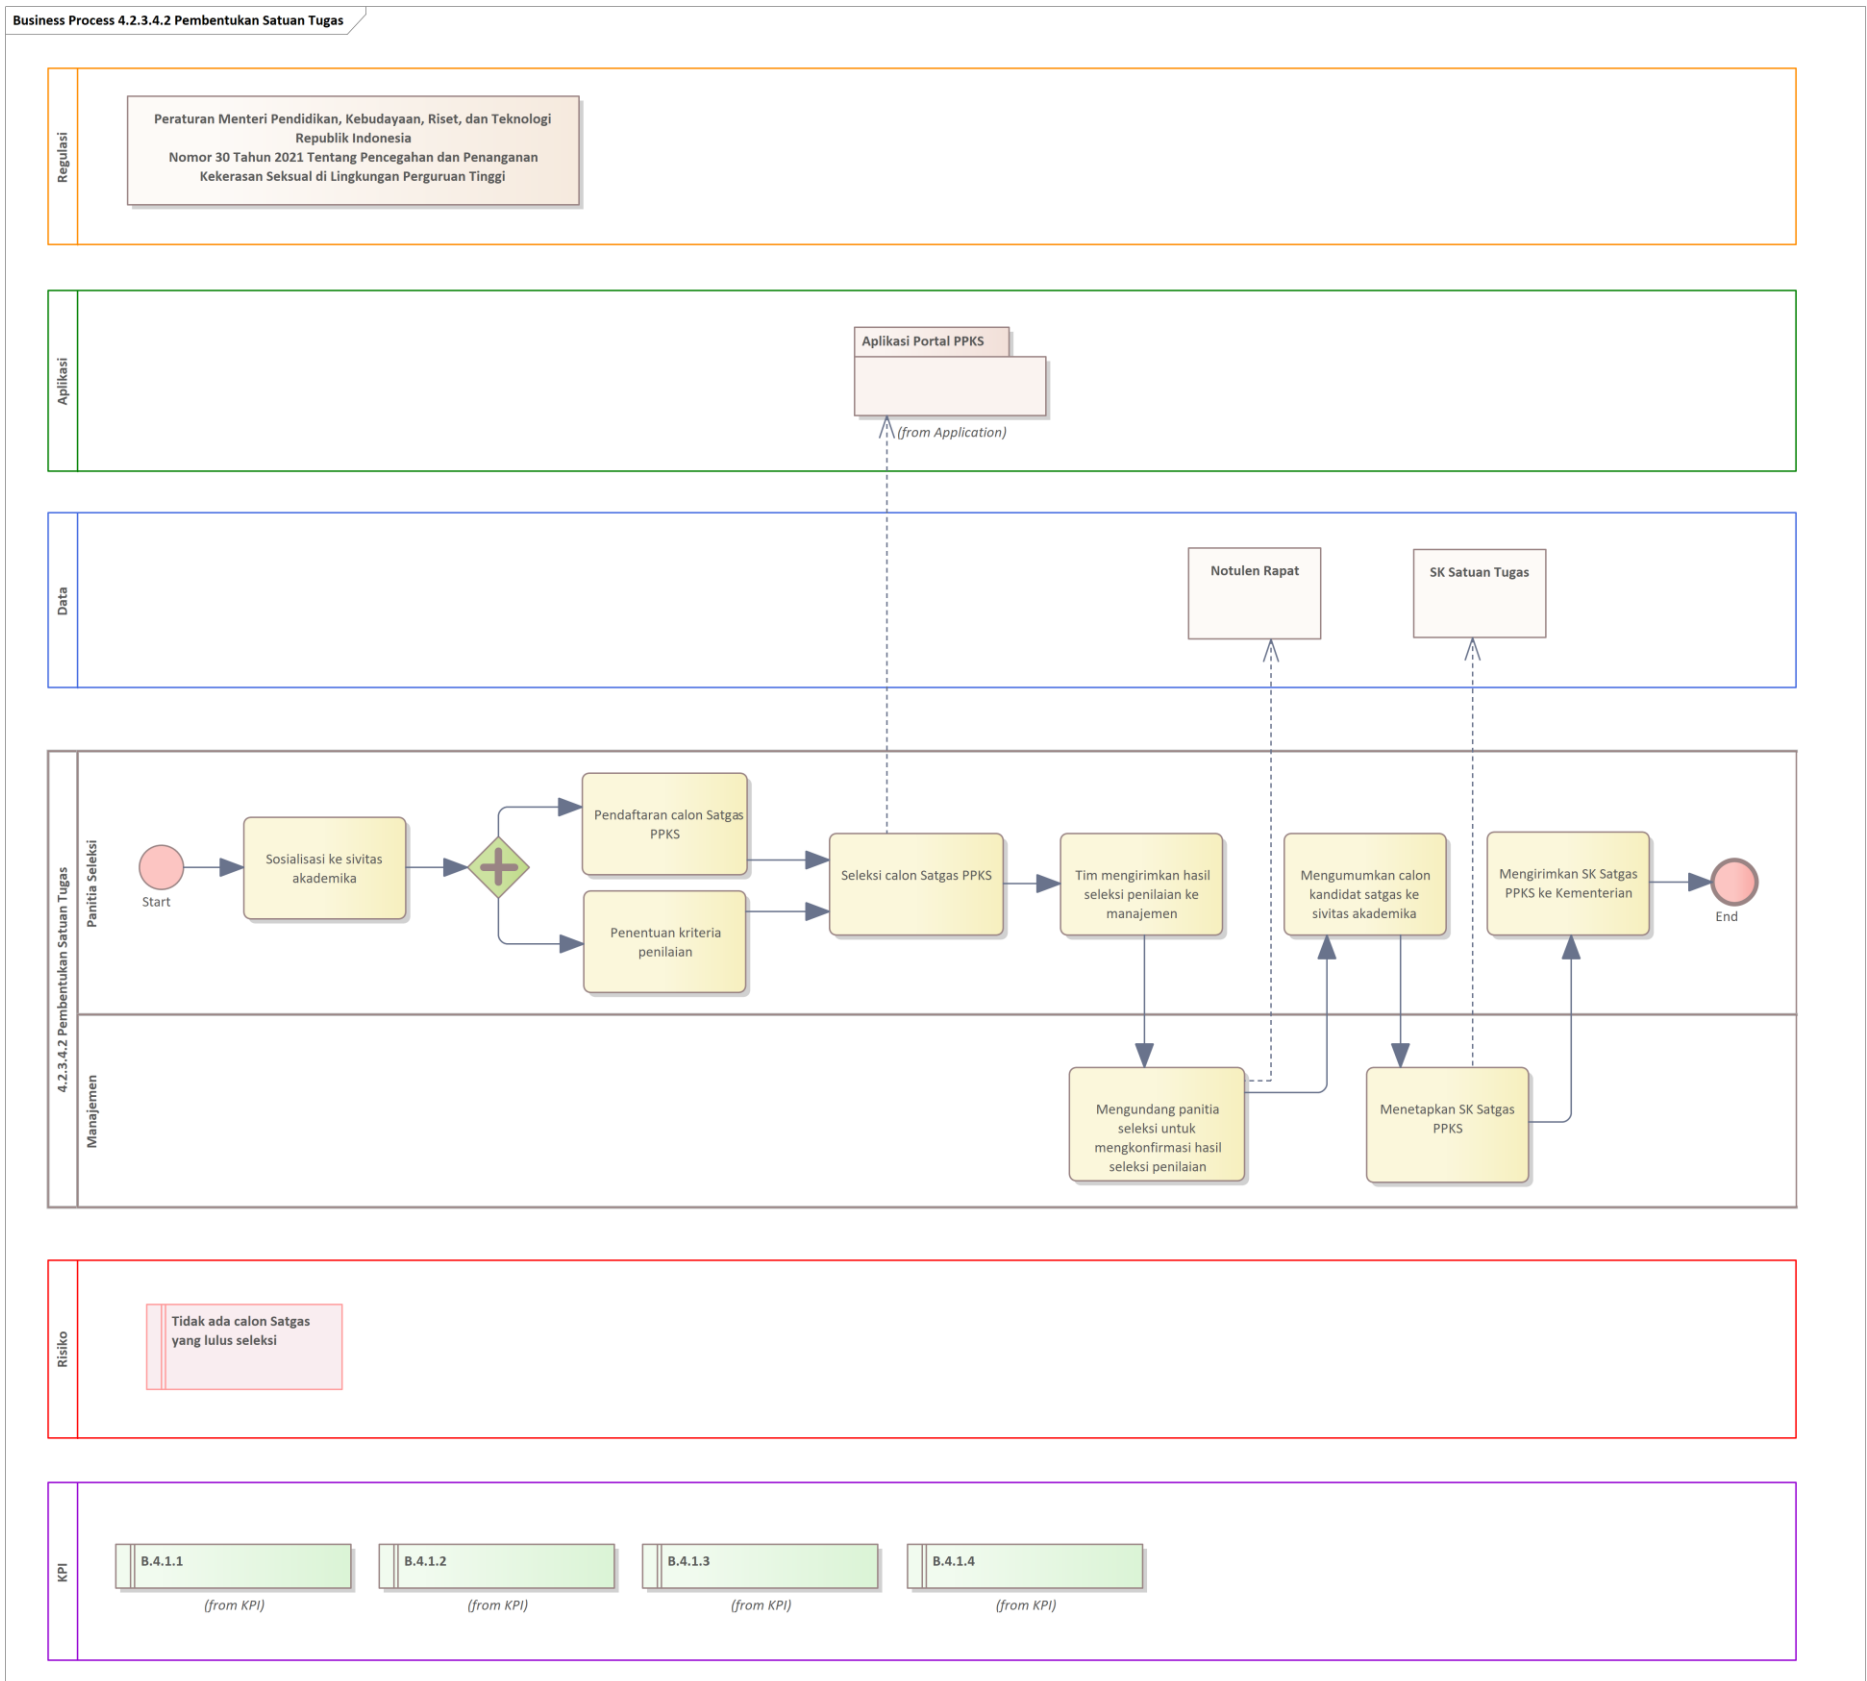 Business Process 4.2.3.4.2 Pembentukan Satuan Tugas
Regulasi
Peraturan Menteri Pendidikan, Kebudayaan, Riset, dan Teknologi
Republik Indonesia
Nomor 30 Tahun 2021 Tentang Pencegahan dan Penanganan
Kekerasan Seksual di Lingkungan Perguruan Tinggi
Aplikasi
Aplikasi Portal PPKS
(from Application)
Data
Notulen Rapat
SK Satuan Tugas
4.2.3.4.2 Pembentukan Satuan Tugas
Panitia Seleksi
Start
Sosialisasi ke sivitas
akademika
Pendaftaran calon Satgas
PPKS
Penentuan kriteria
penilaian
Seleksi calon Satgas PPKS
Tim mengirimkan hasil
seleksi penilaian ke
manajemen
Mengumumkan calon
kandidat satgas ke
sivitas akademika
Mengirimkan SK Satgas
PPKS ke Kementerian
End
Manajemen
Mengundang panitia
seleksi untuk
mengkonfirmasi hasil
seleksi penilaian
Menetapkan SK Satgas
PPKS
Risiko
Tidak ada calon Satgas
yang lulus seleksi
KPI
B.4.1.1
(from KPI)
B.4.1.2
(from KPI)
B.4.1.3
(from KPI)
B.4.1.4
(from KPI)